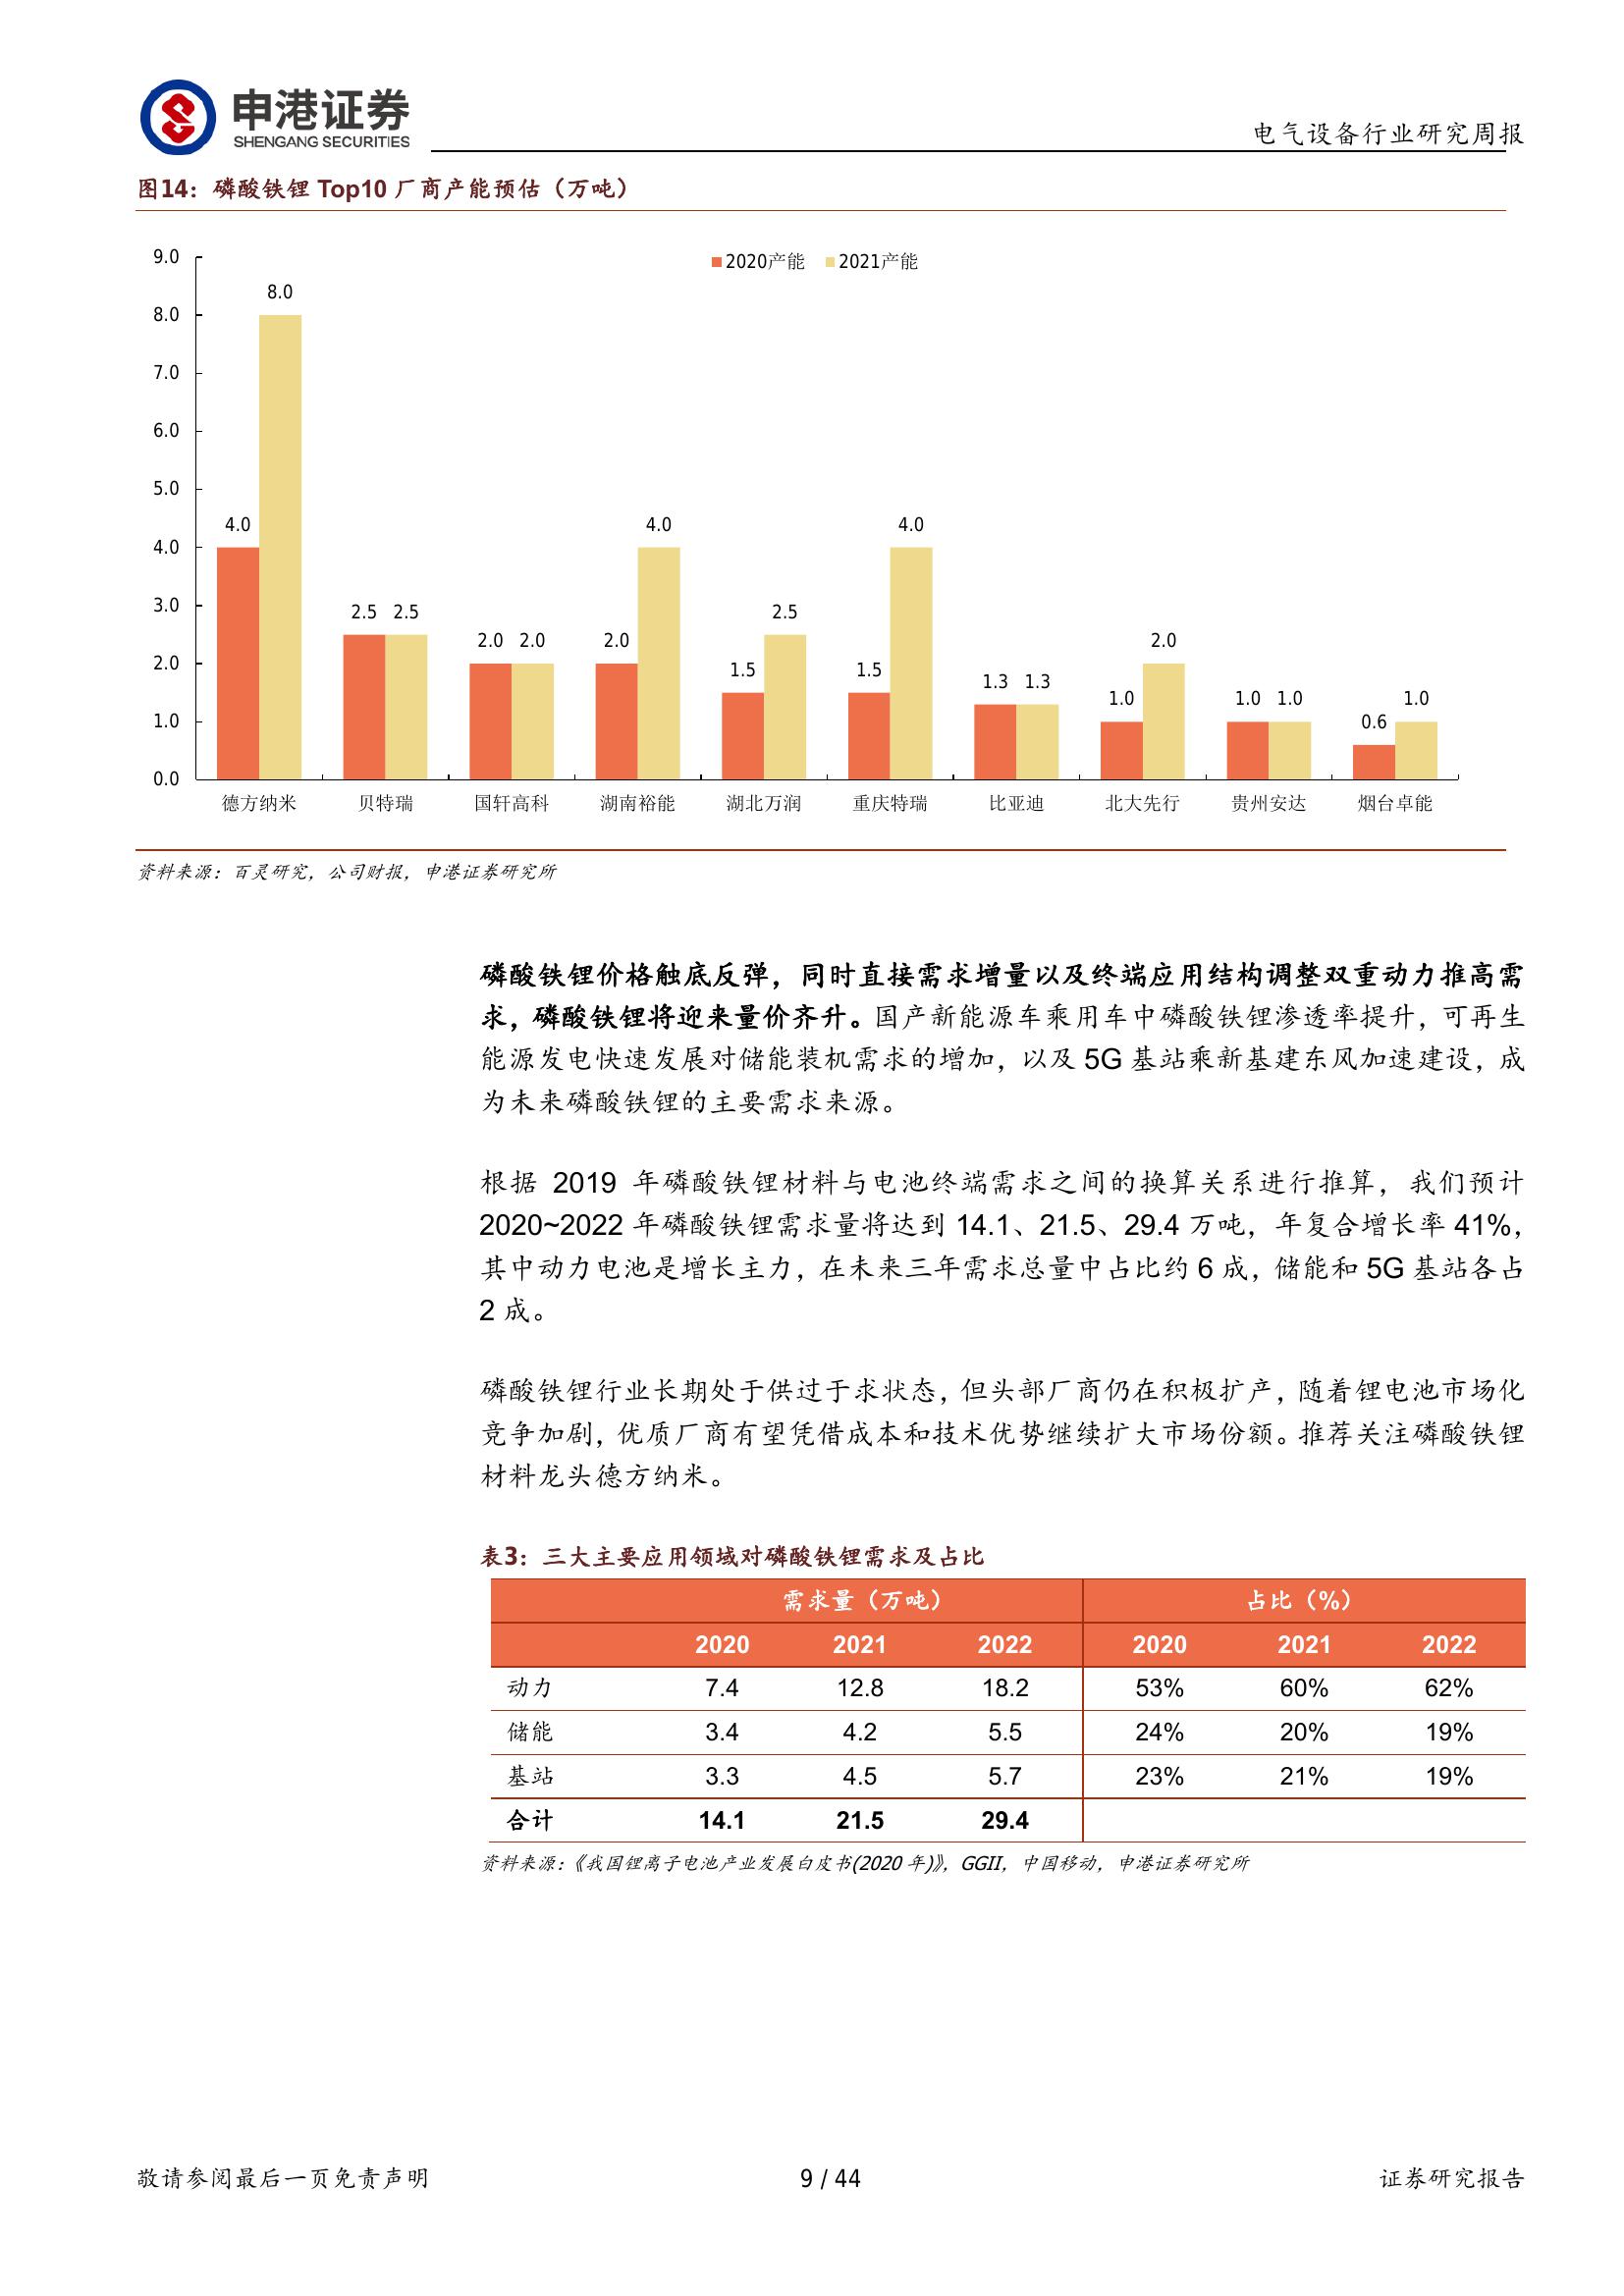 申港证券
SHENGANG SECURITIES
电气设备行业研究周报
图14：磷酸铁锂 Top10 厂商产能预估（万吨）
2020产能 2021产能
9.0
8.0
7.0
6.0
5.0
4.0
3.0
2.0
1.0
0.0
4.0 8.0
2.5 2.5
2.0 2.0
2.0 4.0
1.5 2.5
1.5 4.0
1.3 1.3
1.0 2.0
1.0 1.0
0.6 1.0
德方纳米 贝特瑞 国轩高科 湖南裕能 湖北万润 重庆特瑞 比亚迪 北大先行 贵州安达 烟台卓能
资料来源：百灵研究，公司财报，申港证券研究所
磷酸铁锂价格触底反弹，同时直接需求增量以及终端应用结构调整双重动力推高需
求，磷酸铁锂将迎来量价齐升。国产新能源车乘用车中磷酸铁锂渗透率提升，可再生
能源发电快速发展对储能装机需求的增加，以及 5G 基站乘新基建东风加速建设，成
为未来磷酸铁锂的主要需求来源。
根据 2019 年磷酸铁锂材料与电池终端需求之间的换算关系进行推算，我们预计
2020~2022 年磷酸铁锂需求量将达到 14.1、21.5、29.4 万吨，年复合增长率 41%，
其中动力电池是增长主力，在未来三年需求总量中占比约 6 成，储能和 5G 基站各占
2 成。
磷酸铁锂行业长期处于供过于求状态，但头部厂商仍在积极扩产，随着锂电池市场化
竞争加剧，优质厂商有望凭借成本和技术优势继续扩大市场份额。推荐关注磷酸铁锂
材料龙头德方纳米。
表3：三大主要应用领域对磷酸铁锂需求及占比
需求量（万吨） 占比（%）
2020 2021 2022 2020 2021 2022
动力 7.4 12.8 18.2 53% 60% 62%
储能 3.4 4.2 5.5 24% 20% 19%
基站 3.3 4.5 5.7 23% 21% 19%
合计 14.1 21.5 29.4
资料来源：《我国锂离子电池产业发展白皮书(2020 年)》，GGII，中国移动，申港证券研究所
敬请参阅最后一页免责声明 9 / 44 证券研究报告